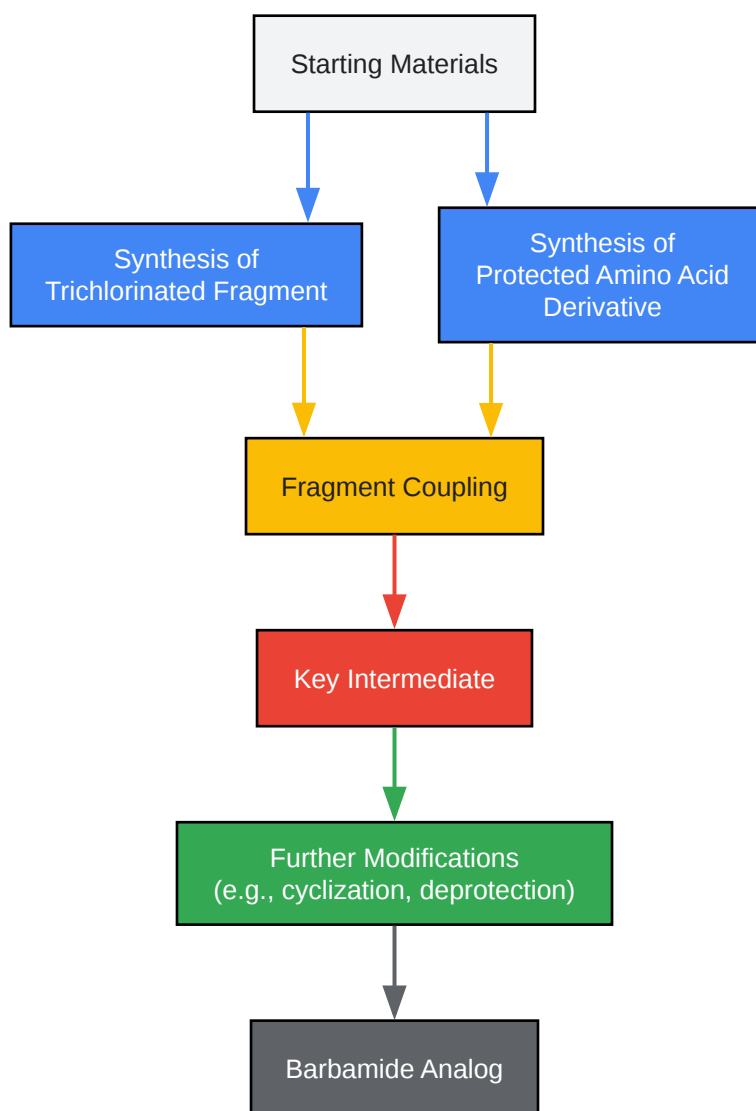 Starting Materials
Synthesis of
Trichlorinated Fragment
Synthesis of
Protected Amino Acid
Derivative
Fragment Coupling
Key Intermediate
Further Modifications
(e.g., cyclization, deprotection)
Barbamide Analog